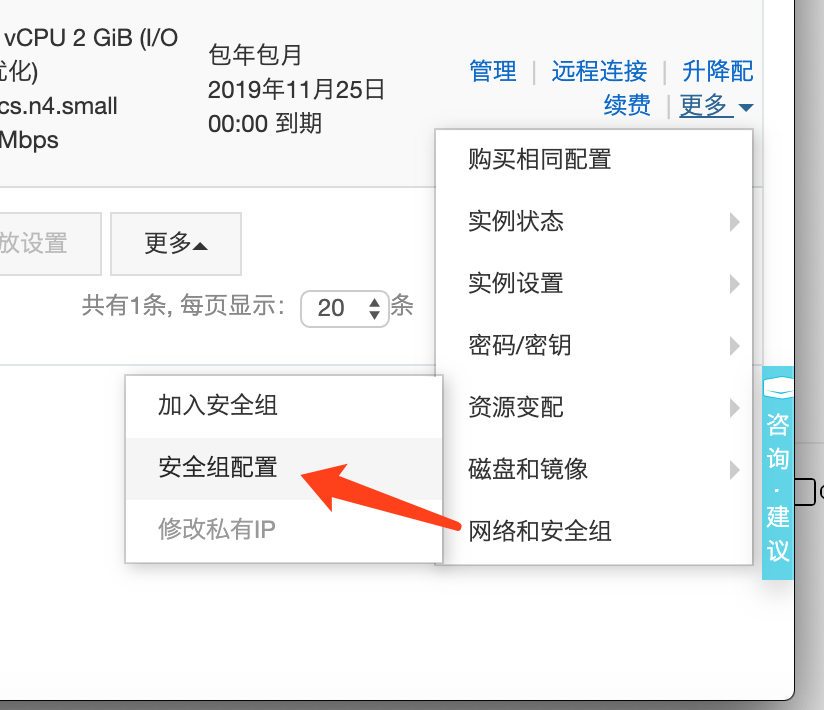 vCPU 2 GiB (I/O
优化)
cs.n4.small
Mbps
包年包月
2019年11月25日
00:00 到期
管理 | 远程连接 | 升降配
续费 | 更多
购买相同配置
实例状态
实例设置
密码/密钥
资源变配
磁盘和镜像
网络和安全组
放设置
更多
共有1条, 每页显示: 20 条
加入安全组
安全组配置
修改私有IP
咨询·建议